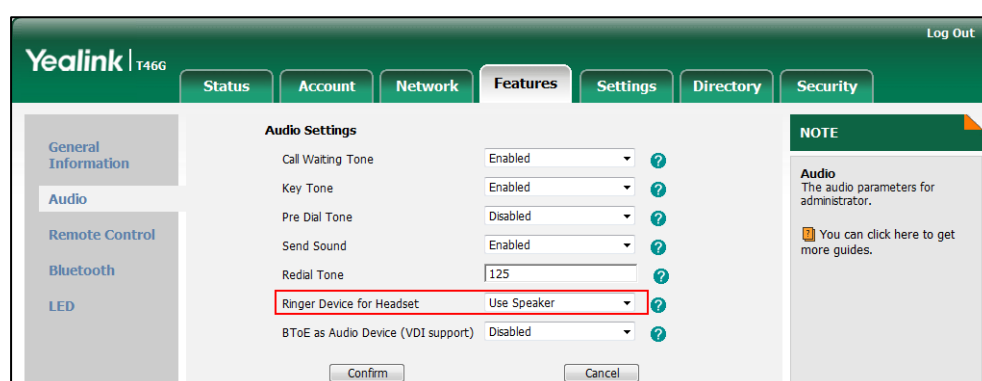 Log Out
Yealink | T46G
Status Account Network Features Settings Directory Security
General
Information
Audio
Remote Control
Bluetooth
LED
Audio Settings
Call Waiting Tone Enabled ?
Key Tone Enabled ?
Pre Dial Tone Disabled ?
Send Sound Enabled ?
Redial Tone 125 ?
Ringer Device for Headset Use Speaker ?
BToE as Audio Device (VDI support) Disabled ?
Confirm Cancel
NOTE
Audio
The audio parameters for
administrator.
? You can click here to get
more guides.